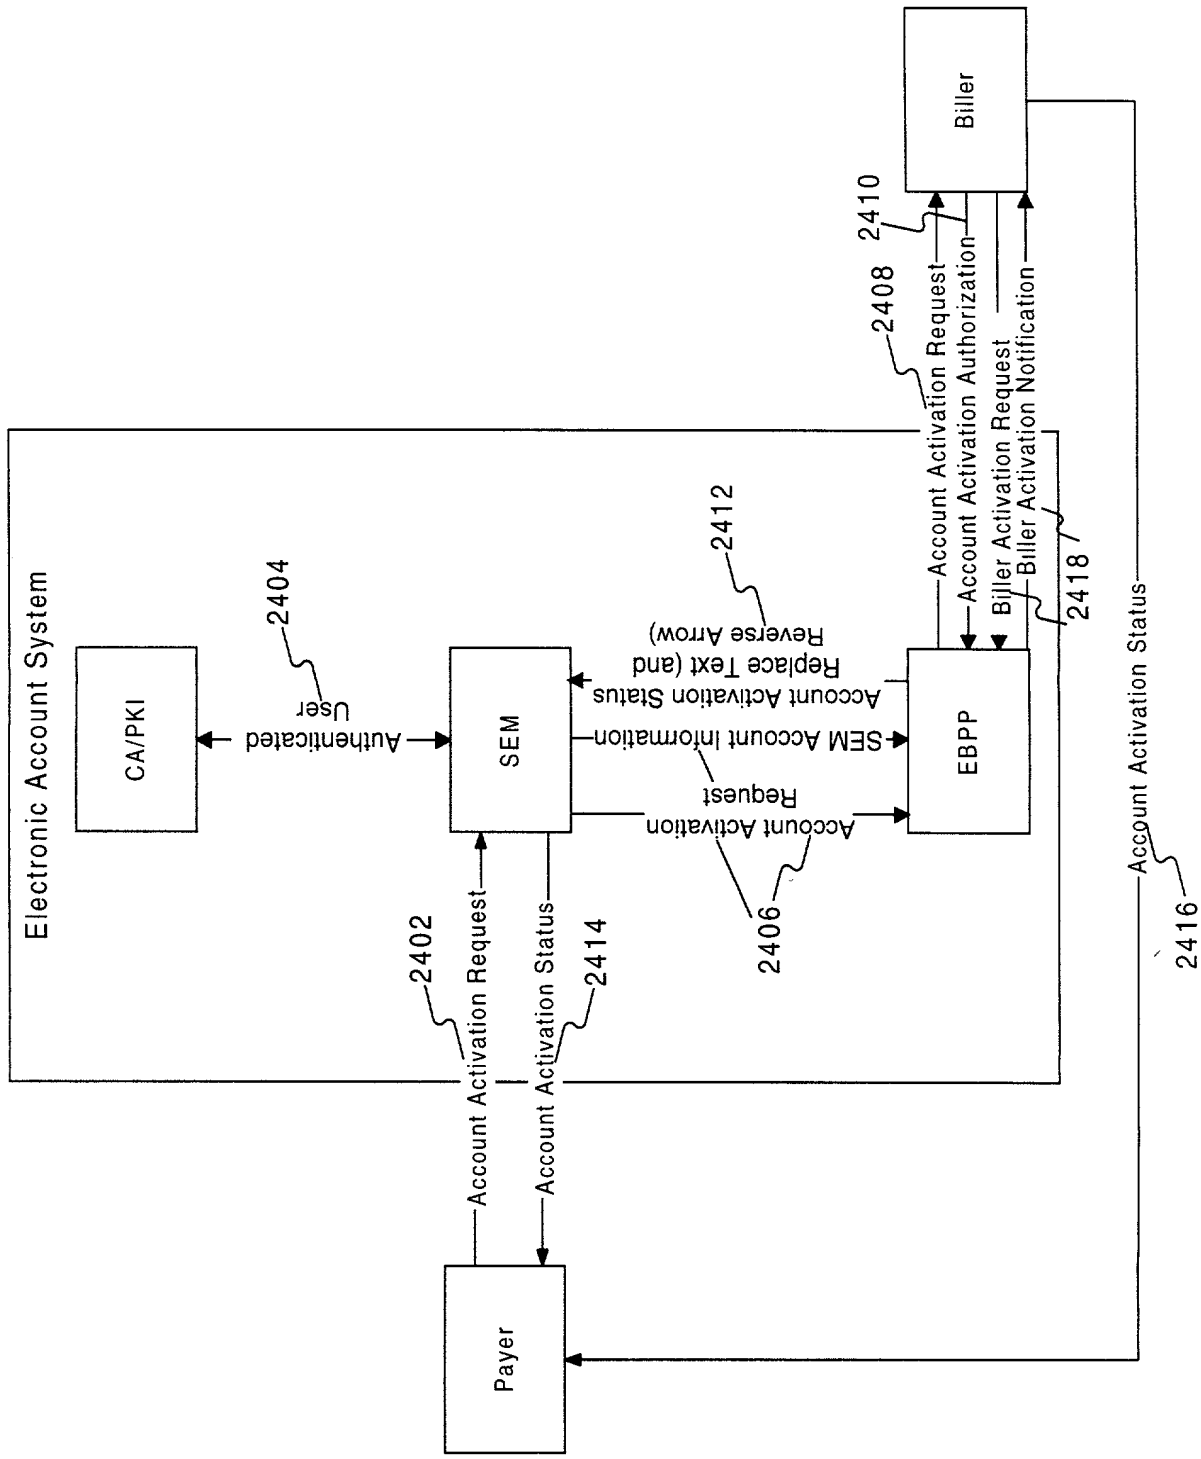 Electronic Account System
CA/PKI
2404
Authenticated
User
Payer
Account Activation Request
2402
Account Activation Status
2414
SEM
Account Activation
Request
2406
SEM Account Information
Account Activation Status
Replace Text (and
Reverse Arrow)
2412
EBPP
Account Activation Request
2408
Account Activation Authorization
2410
Biller Activation Request
Biller Activation Notification
2418
Biller
Account Activation Status
2416